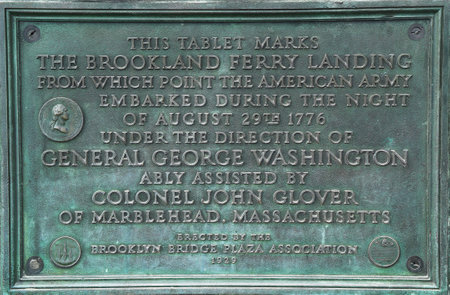 THIS TABLET MARKS
THE BROOKLAND FERRY LANDING
FROM WHICH POINT THE AMERICAN ARMY
EMBARKED DURING THE NIGHT
OF AUGUST 29TH 1776
UNDER THE DIRECTION OF
GENERAL GEORGE WASHINGTON
ABLY ASSISTED BY
COLONEL JOHN GLOVER
OF MARBLEHEAD, MASSACHUSETTS
ERECTED BY THE
BROOKLYN BRIDGE PLAZA ASSOCIATION
1929